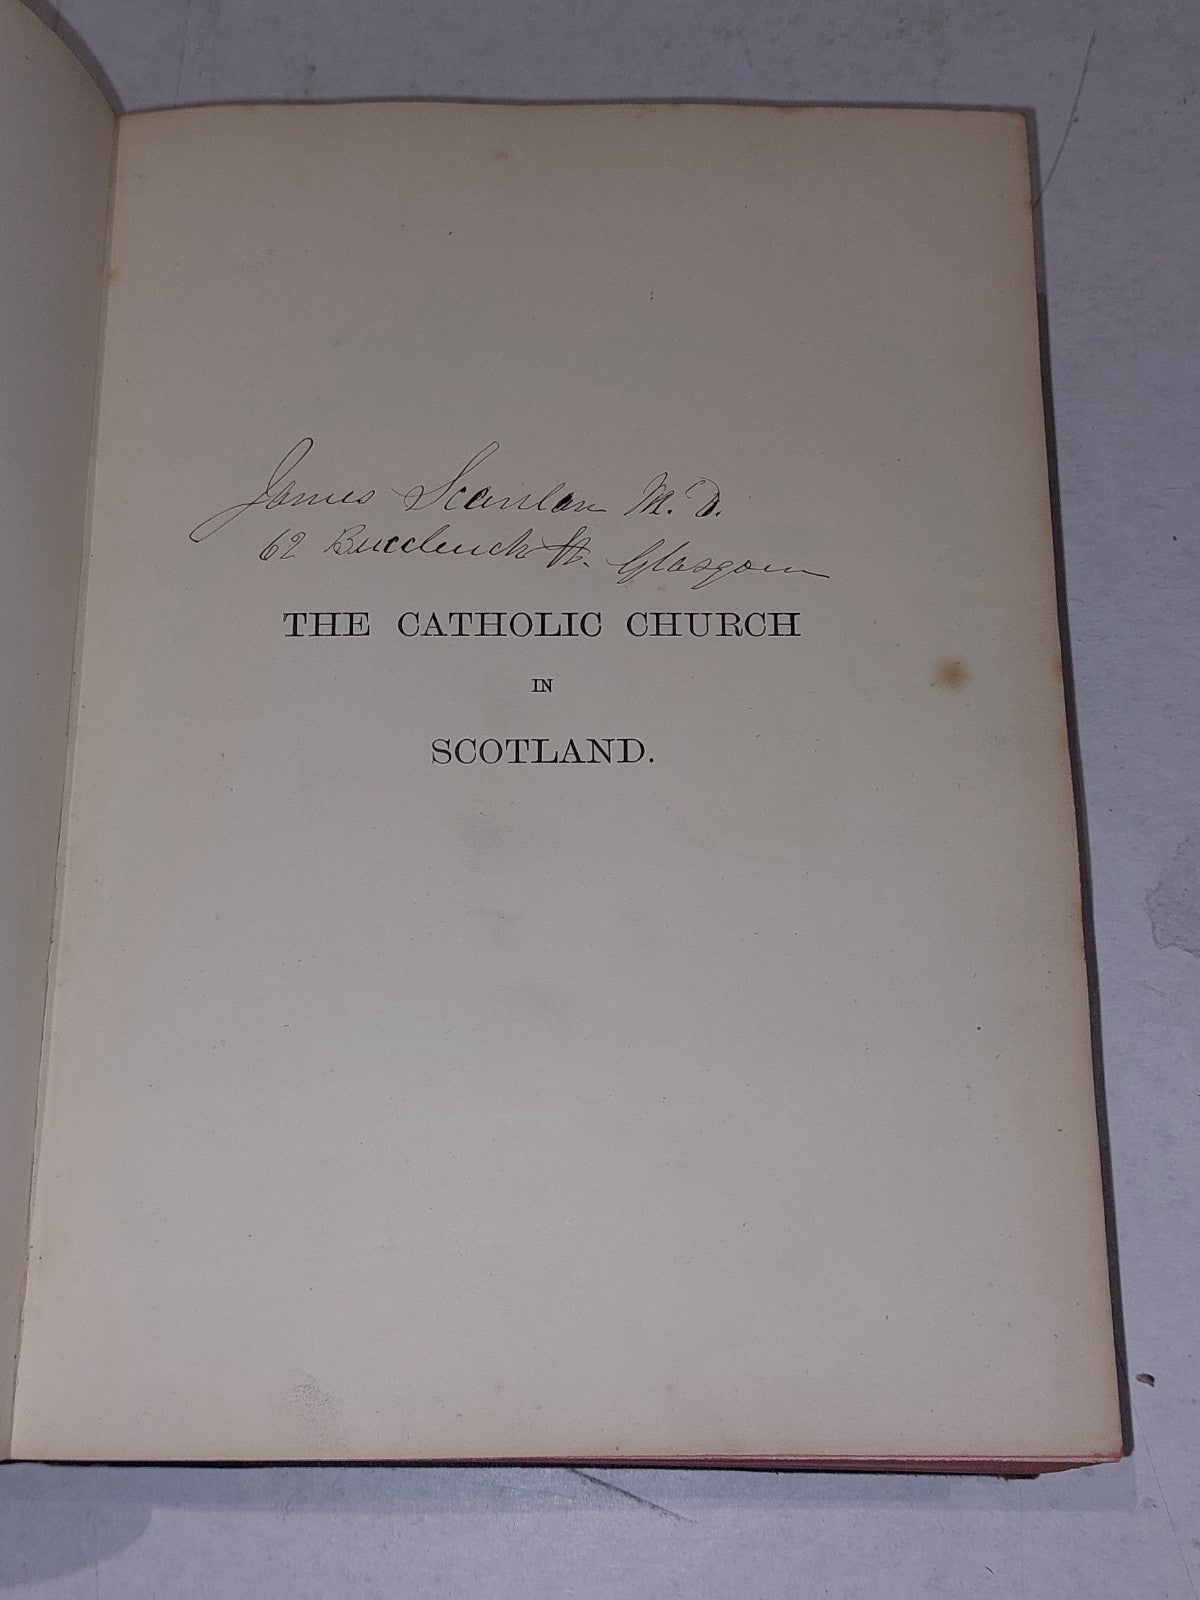 James Scanlan M.D.
62 Buccleuch St. Glasgow
THE CATHOLIC CHURCH
IN
SCOTLAND.